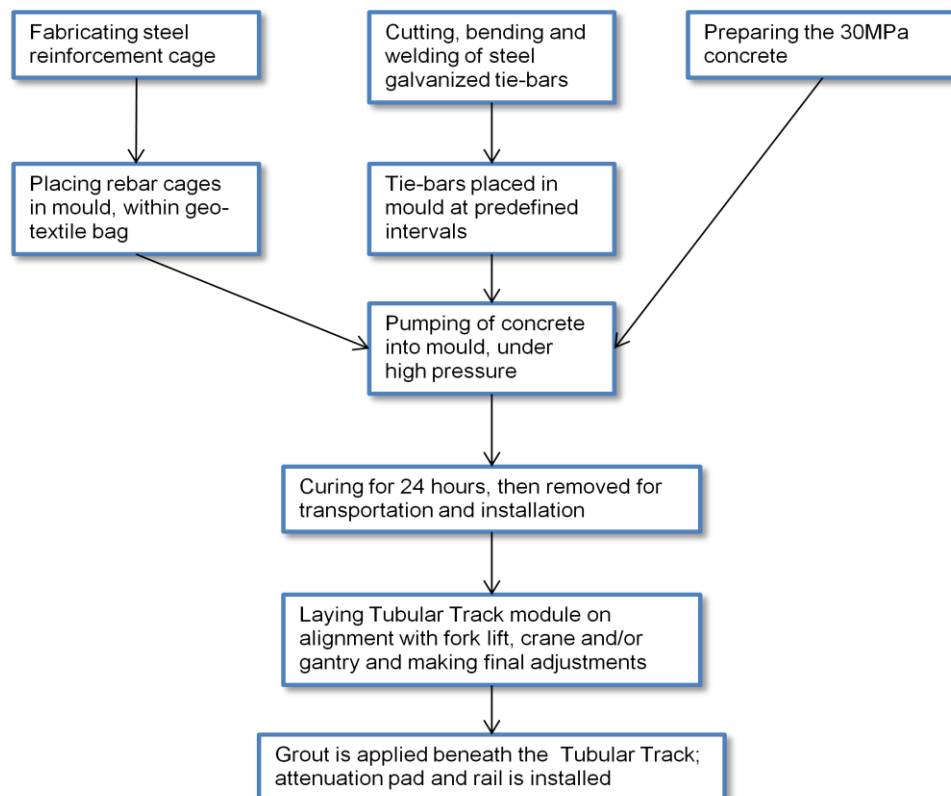 Fabricating steel
reinforcement cage
Cutting, bending and
welding of steel
galvanized tie-bars
Preparing the 30MPa
concrete
Placing rebar cages
in mould, within geo-
textile bag
Tie-bars placed in
mould at predefined
intervals
Pumping of concrete
into mould, under
high pressure
Curing for 24 hours, then removed for
transportation and installation
Laying Tubular Track module on
alignment with fork lift, crane and/or
gantry and making final adjustments
Grout is applied beneath the Tubular Track;
attenuation pad and rail is installed